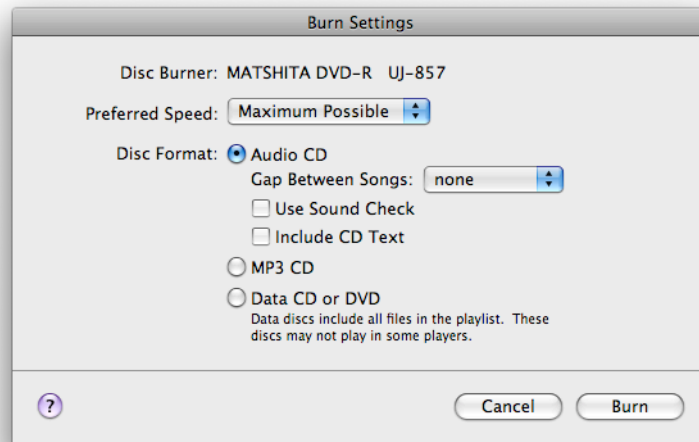 Burn Settings
Disc Burner: MATSHITA DVD-R UJ-857
Preferred Speed: Maximum Possible
Disc Format: Audio CD
Gap Between Songs: none
Use Sound Check
Include CD Text
MP3 CD
Data CD or DVD
Data discs include all files in the playlist. These
discs may not play in some players.
? Cancel Burn